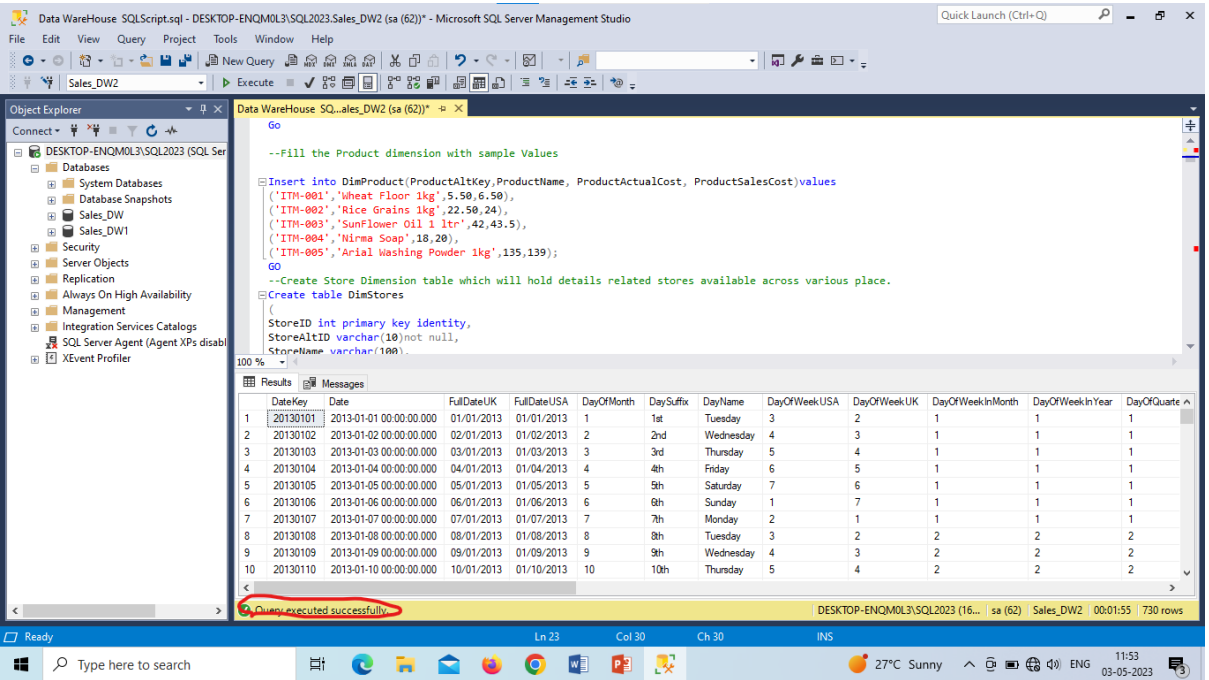 Data WareHouse SQLScript.sql - DESKTOP-ENQM0L3\SQL2023.Sales_DW2 (sa (62))* - Microsoft SQL Server Management Studio
Quick Launch (Ctrl+Q)
File Edit View Query Project Tools Window Help
New Query
Sales_DW2 Execute
Object Explorer
Connect
DESKTOP-ENQM0L3\SQL2023 (SQL Ser
Databases
System Databases
Database Snapshots
Sales_DW
Sales_DW1
Security
Server Objects
Replication
Always On High Availability
Management
Integration Services Catalogs
SQL Server Agent (Agent XPs disabl
XEvent Profiler
Data WareHouse SQ...ales_DW2 (sa (62))*
Go
--Fill the Product dimension with sample Values
Insert into DimProduct(ProductAltKey,ProductName, ProductActualCost, ProductSalesCost)values
('ITM-001','Wheat Floor 1kg',5.50,6.50),
('ITM-002','Rice Grains 1kg',22.50,24),
('ITM-003','SunFlower Oil 1 ltr',42,43.5),
('ITM-004','Nirma Soap',18,20),
('ITM-005','Arial Washing Powder 1kg',135,139);
GO
--Create Store Dimension table which will hold details related stores available across various place.
Create table DimStores
(
StoreID int primary key identity,
StoreAltID varchar(10)not null,
StoreName varchar(100),
100 %
Results Messages
DateKey Date FullDateUK FullDateUSA DayOfMonth DaySuffix DayName DayOfWeekUSA DayOfWeekUK DayOfWeekInMonth DayOfWeekInYear DayOfQuarte
1 20130101 2013-01-01 00:00:00.000 01/01/2013 01/01/2013 1 1st Tuesday 3 2 1 1 1
2 20130102 2013-01-02 00:00:00.000 02/01/2013 01/02/2013 2 2nd Wednesday 4 3 1 1 1
3 20130103 2013-01-03 00:00:00.000 03/01/2013 01/03/2013 3 3rd Thursday 5 4 1 1 1
4 20130104 2013-01-04 00:00:00.000 04/01/2013 01/04/2013 4 4th Friday 6 5 1 1 1
5 20130105 2013-01-05 00:00:00.000 05/01/2013 01/05/2013 5 5th Saturday 7 6 1 1 1
6 20130106 2013-01-06 00:00:00.000 06/01/2013 01/06/2013 6 6th Sunday 1 7 1 1 1
7 20130107 2013-01-07 00:00:00.000 07/01/2013 01/07/2013 7 7th Monday 2 1 1 1 1
8 20130108 2013-01-08 00:00:00.000 08/01/2013 01/08/2013 8 8th Tuesday 3 2 2 2 2
9 20130109 2013-01-09 00:00:00.000 09/01/2013 01/09/2013 9 9th Wednesday 4 3 2 2 2
10 20130110 2013-01-10 00:00:00.000 10/01/2013 01/10/2013 10 10th Thursday 5 4 2 2 2
Query executed successfully.
DESKTOP-ENQM0L3\SQL2023 (16... sa (62) Sales_DW2 00:01:55 730 rows
Ready Ln 23 Col 30 Ch 30 INS
Type here to search
27°C Sunny
ENG
11:53
03-05-2023
3